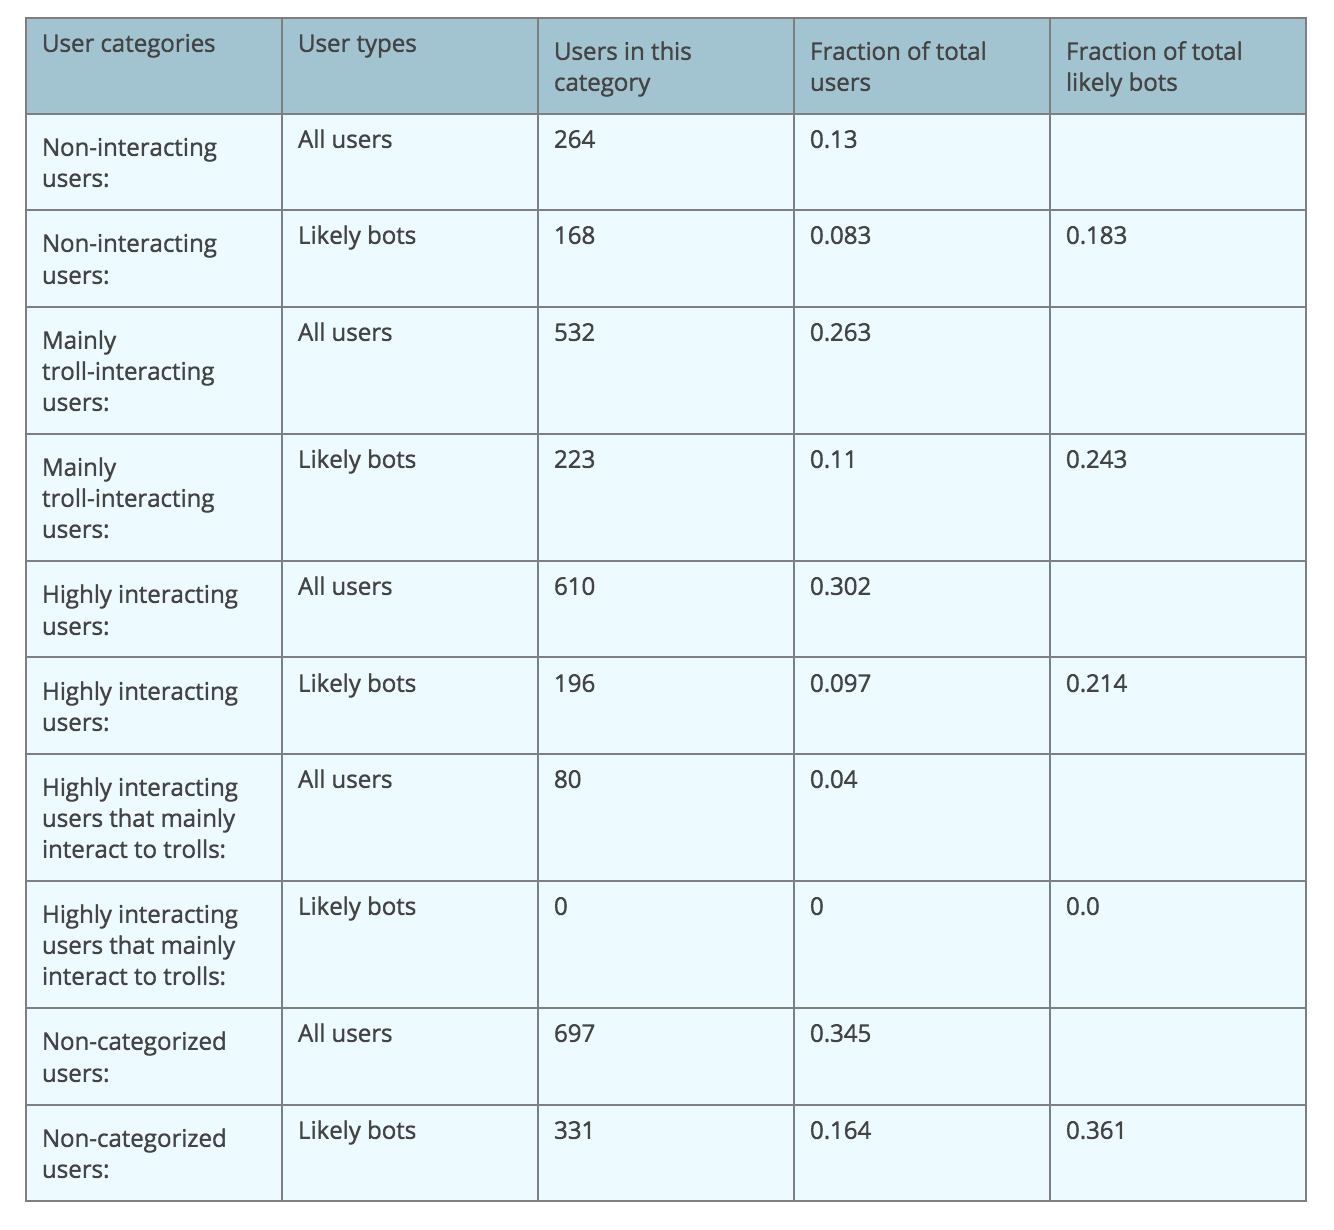 User categories
User types
Users in this
category
Fraction of total
users
Fraction of total
likely bots
Non-interacting
users:
All users
264
0.13
Non-interacting
users:
Likely bots
168
0.083
0.183
Mainly
troll-interacting
users:
All users
532
0.263
Mainly
troll-interacting
users:
Likely bots
223
0.11
0.243
Highly interacting
users:
All users
610
0.302
Highly interacting
users:
Likely bots
196
0.097
0.214
Highly interacting
users that mainly
interact to trolls:
All users
80
0.04
Highly interacting
users that mainly
interact to trolls:
Likely bots
0
0
0.0
Non-categorized
users:
All users
697
0.345
Non-categorized
users:
Likely bots
331
0.164
0.361